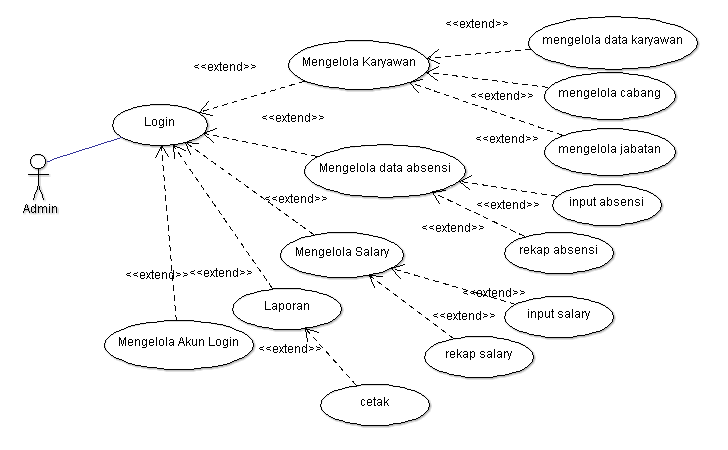 <<extend>>
mengelola data karyawan
<<extend>>
Mengelola Karyawan
mengelola cabang
<<extend>>
Login
<<extend>>
<<extend>>
mengelola jabatan
Admin
Mengelola data absensi
<<extend>>
<<extend>>
input absensi
<<extend>>
rekap absensi
Mengelola Salary
<<extend>>
<<extend>>
<<extend>>
Laporan
<<extend>>
input salary
Mengelola Akun Login
<<extend>>
rekap salary
cetak